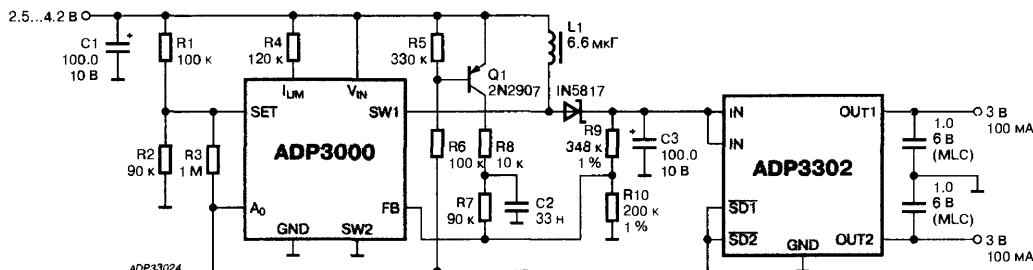 2.5...4.2 В
C1
100.0
10 В
+
R1
100 к
R4
120 к
R5
330 к
Q1
2N2907
L1
6.6 мкГ
IN5817
ILIM
VIN
SET
SW1
ADP3000
A0
FB
GND
SW2
R2
90 к
R3
1 М
R6
100 к
R8
10 к
R7
90 к
C2
33 н
R9
348 к
1 %
R10
200 к
1 %
+
C3
100.0
10 В
IN
IN
OUT1
ADP3302
SD1
SD2
GND
OUT2
1.0
6 В
(MLC)
1.0
6 В
(MLC)
3 В
100 мА
3 В
100 мА
ADP33024